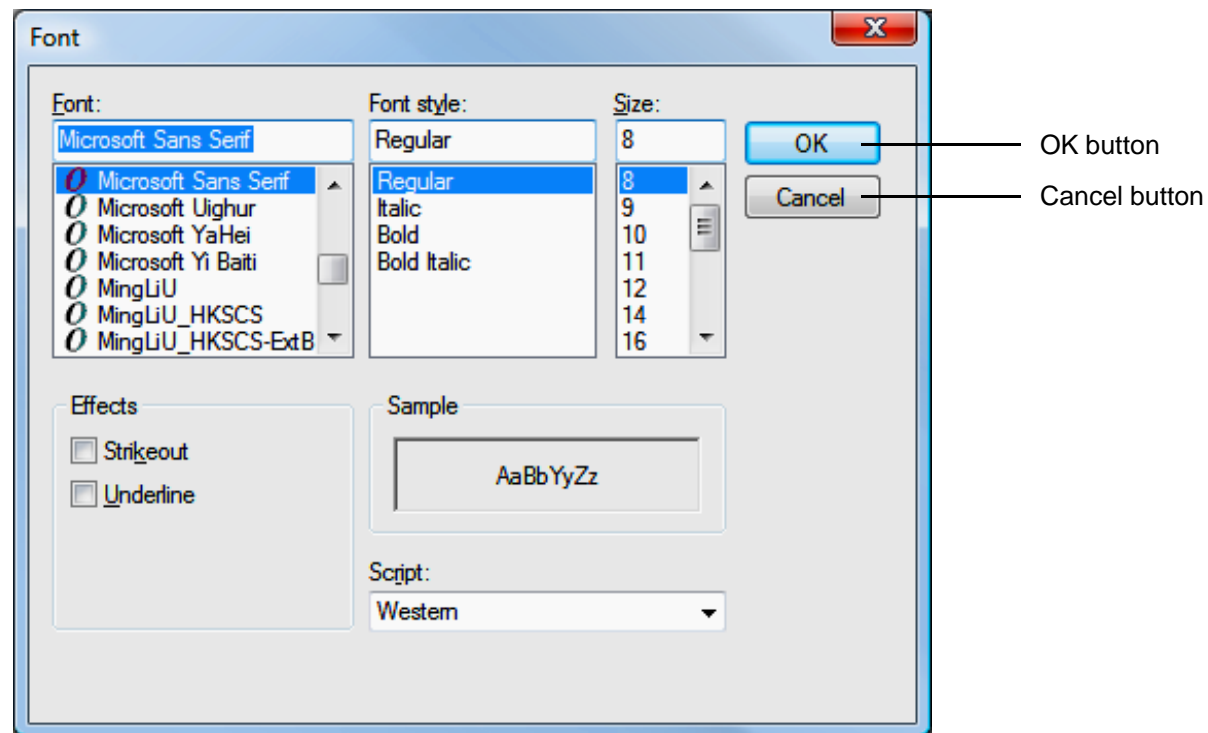 Font
Font: Font style: Size:
Microsoft Sans Serif Regular 8 OK OK button
Microsoft Sans Serif Regular 8 Cancel Cancel button
Microsoft Uighur Italic 9
Microsoft YaHei Bold 10
Microsoft Yi Baiti Bold Italic 11
MingLiU 12
MingLiU_HKSCS 14
MingLiU_HKSCS-ExtB 16
Effects Sample
Strikeout
AaBbYyZz
Underline
Script:
Western